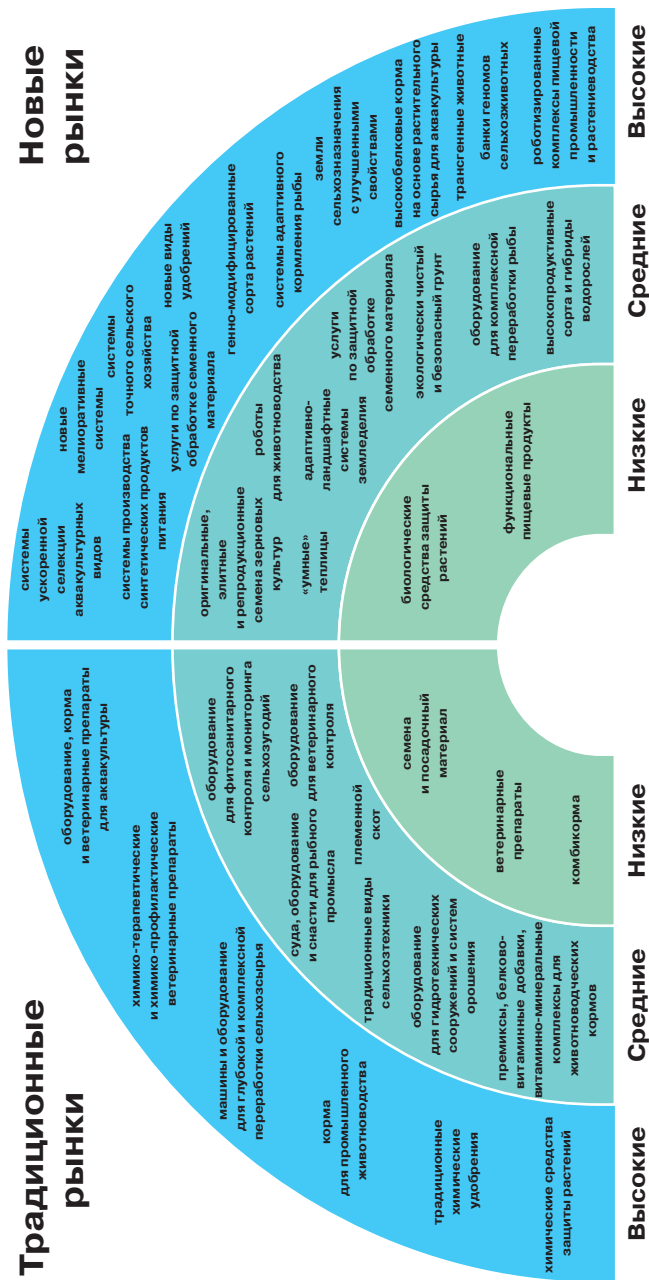 Традиционные
рынки
Новые
рынки
оборудование, корма
и ветеринарные препараты
для аквакультуры
химико-терапевтические
и химико-профилактические
ветеринарные препараты
машины и оборудование
для глубокой и комплексной
переработки сельхозсырья
корма
для промышленного
животноводства
традиционные
химические
удобрения
химические средства
защиты растений
оборудование
для фитосанитарного
контроля и мониторинга
сельхозугодий
оборудование
для ветеринарного
контроля
суда, оборудование
и снасти для рыбного
промысла
племенной
скот
традиционные виды
сельхозтехники
оборудование
для гидротехнических
сооружений и систем
орошения
премиксы, белково-
витаминные добавки,
витаминно-минеральные
комплексы для
животноводческих
кормов
семена
и посадочный
материал
ветеринарные
препараты
комбикорма
системы
ускоренной
селекции
аквакультурных
видов
новые
мелиоративные
системы
системы производства
синтетических продуктов
питания
системы
точного сельского
хозяйства
услуги по защитной
обработке семенного
материала
новые виды
удобрений
генно-модифицированные
сорта растений
системы адаптивного
кормления рыбы
земли
сельхозназначения
с улучшенными
свойствами
высокобелковые корма
на основе растительного
сырья для аквакультуры
трансгенные животные
банки геномов
сельхозживотных
роботизированные
комплексы пищевой
промышленности
и растениеводства
оригинальные,
элитные
и репродукционные
семена зерновых
культур
роботы
для животноводства
«умные»
теплицы
адаптивно-
ландшафтные
системы
земледелия
услуги
по защитной
обработке
семенного материала
экологически чистый
и безопасный грунт
оборудование
для комплексной
переработки рыбы
высокопродуктивные
сорта и гибриды
водорослей
биологические
средства защиты
растений
функциональные
пищевые продукты
Высокие
Средние
Низкие
Низкие
Средние
Высокие